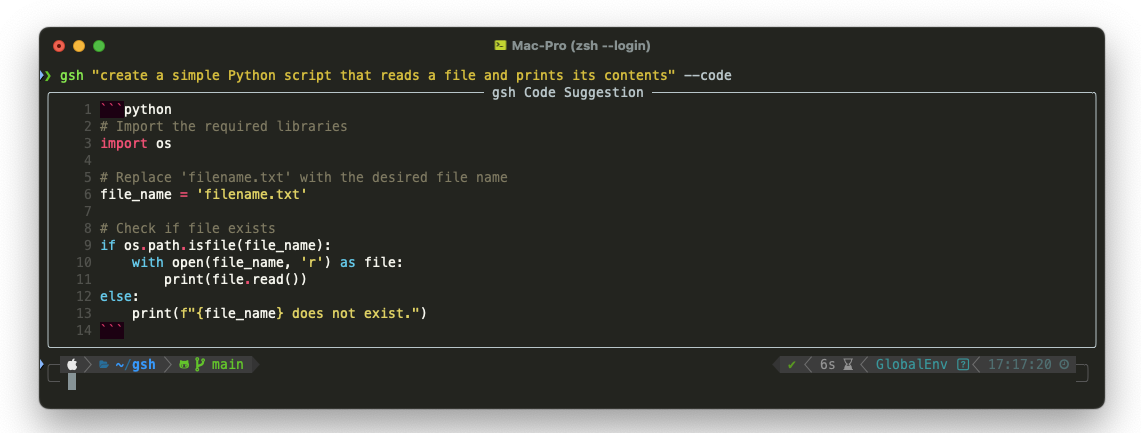 Mac-Pro (zsh --login)
❯ gsh "create a simple Python script that reads a file and prints its contents" --code
gsh Code Suggestion
1 ```python
2 # Import the required libraries
3 import os
4
5 # Replace 'filename.txt' with the desired file name
6 file_name = 'filename.txt'
7
8 # Check if file exists
9 if os.path.isfile(file_name):
10     with open(file_name, 'r') as file:
11         print(file.read())
12 else:
13     print(f"{file_name} does not exist.")
14 ```
~/gsh main ✔ 6s GlobalEnv 17:17:20